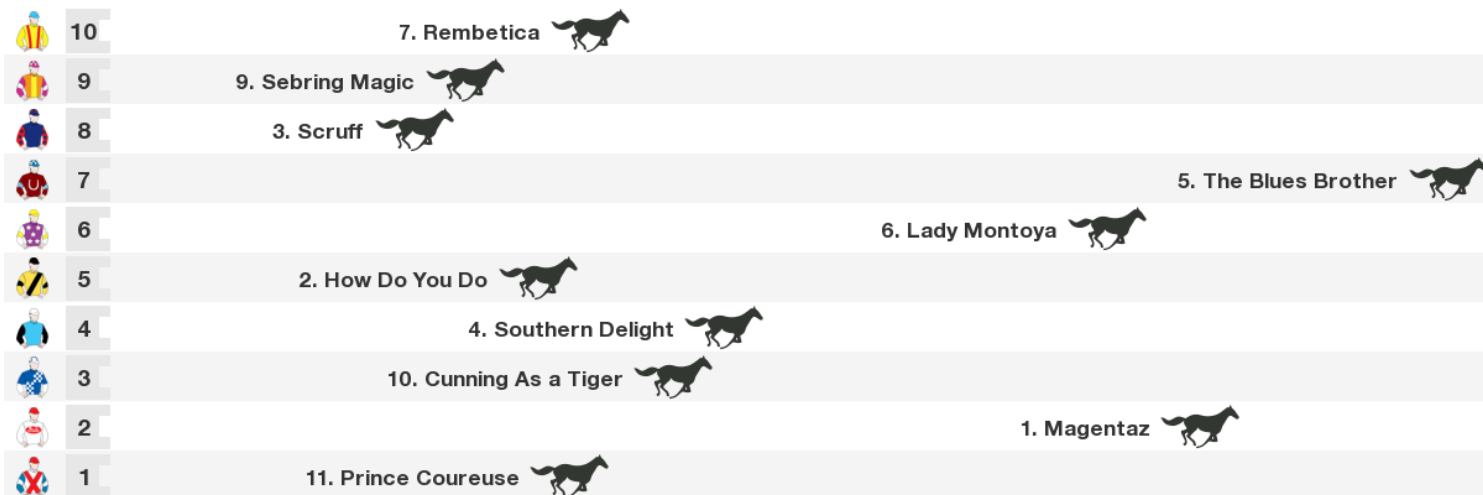 10 7. Rembetica
9 9. Sebring Magic
8 3. Scruff
7 5. The Blues Brother
6 6. Lady Montoya
5 2. How Do You Do
4 4. Southern Delight
3 10. Cunning As a Tiger
2 1. Magentaz
1 11. Prince Coureuse